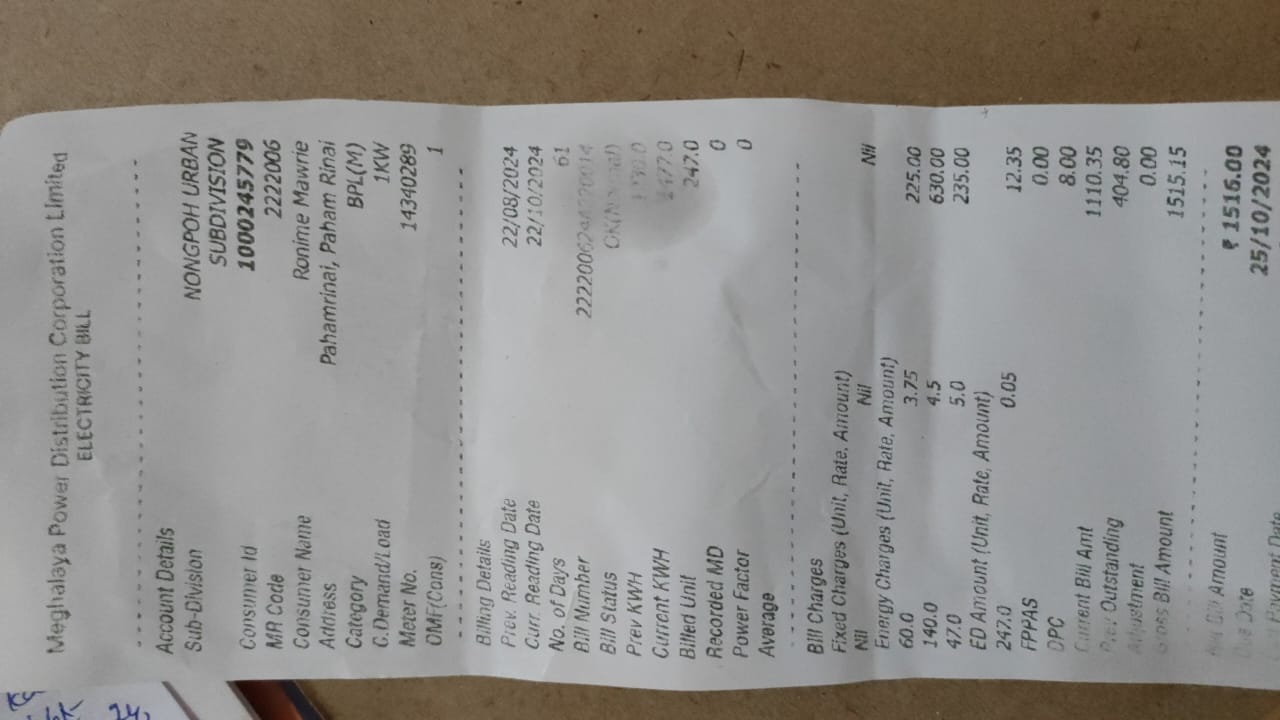 Meghalaya Power Distribution Corporation Limited
ELECTRICITY BILL
Account Details
Sub-Division NONGPOH URBAN
SUBDIVISION
Consumer Id 1000245779
MR Code 2222006
Consumer Name Ronime Mawrie
Address Pahamrinai, Paham Rinai
Category BPL(M)
C.Demand/Load 1KW
Meter No. 14340289
OMF(Cons) 1
Billing Details
Prev. Reading Date 22/08/2024
Curr. Reading Date 22/10/2024
No. of Days 61
Bill Number
Bill Status OK(Normal)
Prev KWH
Current KWH
Billed Unit 247.0
Recorded MD 0
Power Factor 0
Average
Bill Charges
Fixed Charges (Unit, Rate, Amount)
Nil Nil Nil
Energy Charges (Unit, Rate, Amount)
60.0 3.75 225.00
140.0 4.5 630.00
47.0 5.0 235.00
ED Amount (Unit, Rate, Amount)
247.0 0.05 12.35
FPPAS 0.00
DPC 8.00
Current Bill Amt 1110.35
Prev Outstanding 404.80
Adjustment 0.00
Gross Bill Amount 1515.15
Bill Amount ₹ 1516.00
Due Date 25/10/2024
Payment Date